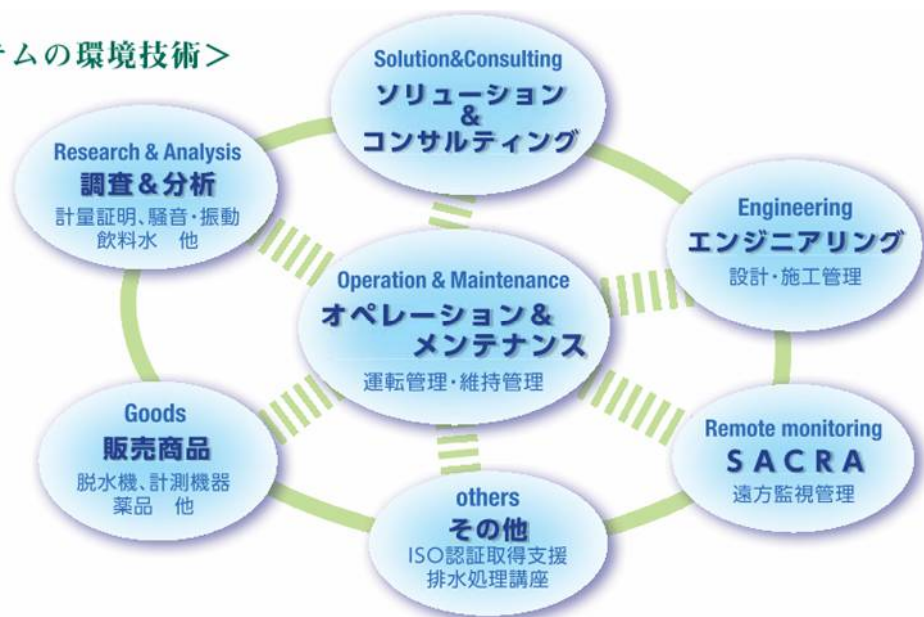 テムの環境技術＞
Solution&Consulting
ソリューション
&
コンサルティング
Research & Analysis
調査＆分析
計量証明、騒音・振動
飲料水　他
Engineering
エンジニアリング
設計・施工管理
Operation & Maintenance
オペレーション＆
メンテナンス
運転管理・維持管理
Goods
販売商品
脱水機、計測機器
薬品　他
Remote monitoring
ＳＡＣＲＡ
遠方監視管理
others
その他
ISO認証取得支援
排水処理講座